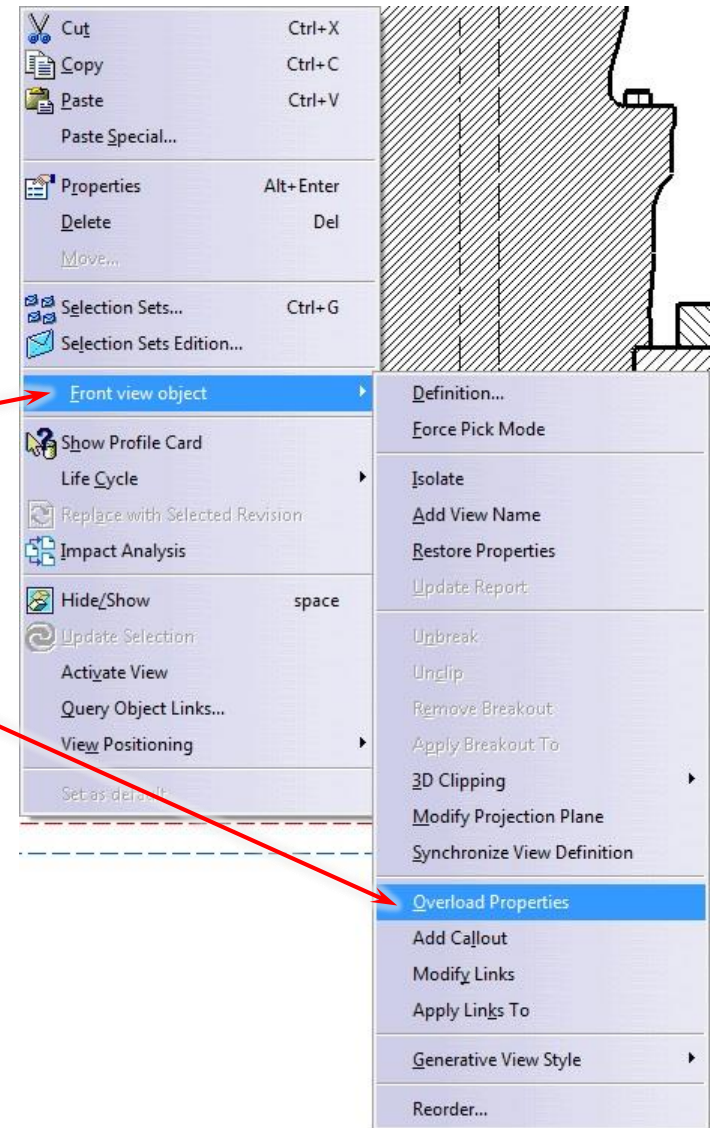 Cut Ctrl+X
Copy Ctrl+C
Paste Ctrl+V
Paste Special...
Properties Alt+Enter
Delete Del
Move...
Selection Sets... Ctrl+G
Selection Sets Edition...
Front view object
Show Profile Card
Life Cycle
Replace with Selected Revision
Impact Analysis
Hide/Show space
Update Selection
Activate View
Query Object Links...
View Positioning
Set as default
Definition...
Force Pick Mode
Isolate
Add View Name
Restore Properties
Update Report
Unbreak
Unclip
Remove Breakout
Apply Breakout To
3D Clipping
Modify Projection Plane
Synchronize View Definition
Overload Properties
Add Callout
Modify Links
Apply Links To
Generative View Style
Reorder...